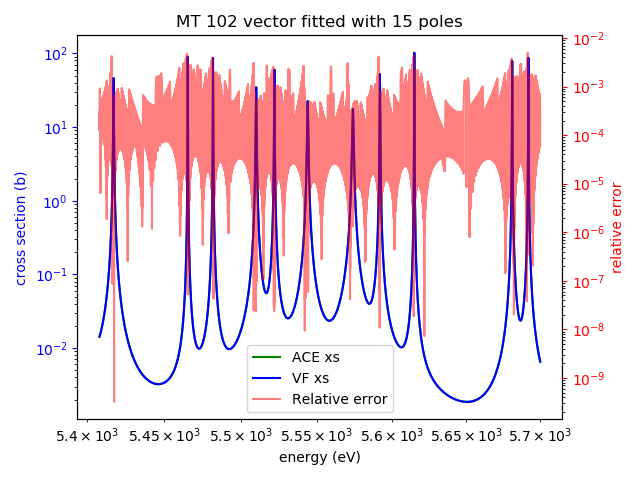 MT 102 vector fitted with 15 poles
10²
10¹
10⁰
10⁻¹
10⁻²
cross section (b)
10⁻²
10⁻³
10⁻⁴
10⁻⁵
10⁻⁶
10⁻⁷
10⁻⁸
10⁻⁹
relative error
ACE xs
VF xs
Relative error
5.4 × 10³ 5.45 × 10³ 5.5 × 10³ 5.55 × 10³ 5.6 × 10³ 5.65 × 10³ 5.7 × 10³
energy (eV)